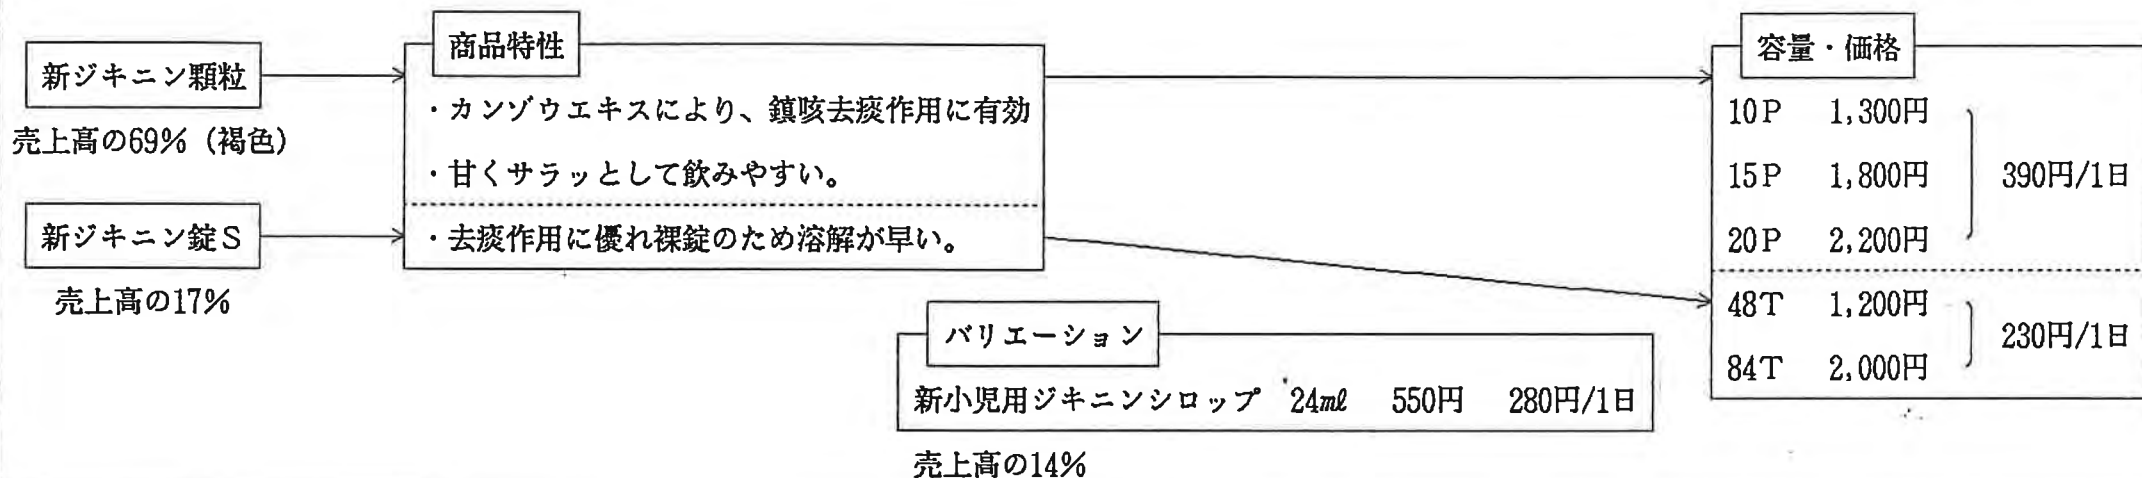 新ジキニン顆粒
売上高の69%（褐色）
新ジキニン錠S
売上高の17%
商品特性
・カンゾウエキスにより、鎮咳去痰作用に有効
・甘くサラッとして飲みやすい。
・去痰作用に優れ裸錠のため溶解が早い。
バリエーション
新小児用ジキニンシロップ 24mℓ 550円 280円/1日
売上高の14%
容量・価格
10P 1,300円
15P 1,800円
20P 2,200円
390円/1日
48T 1,200円
84T 2,000円
230円/1日